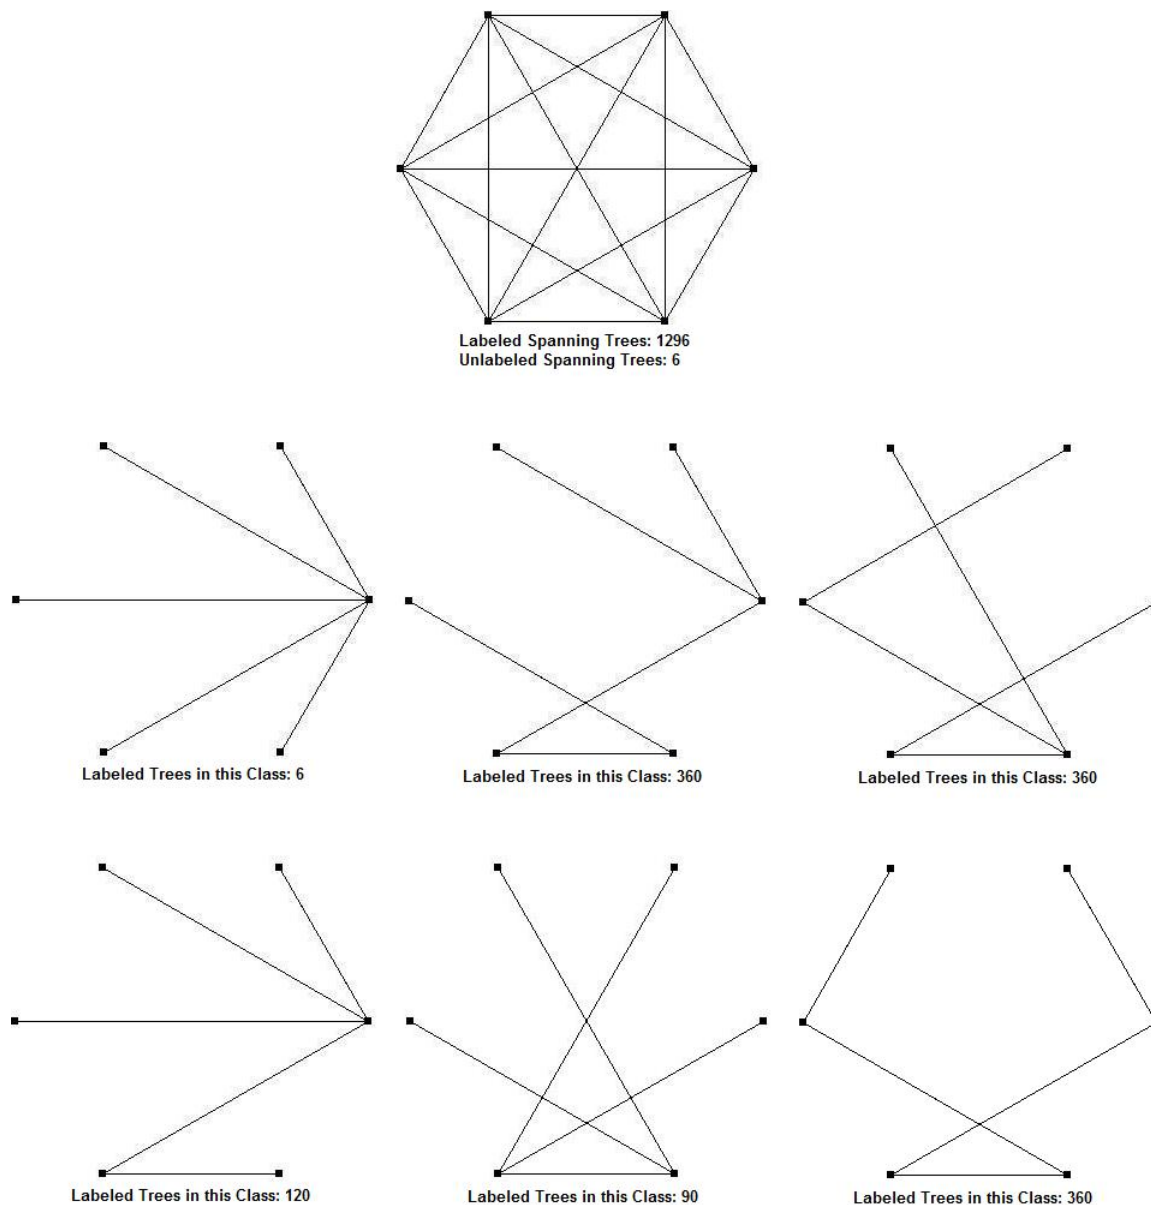 Labeled Spanning Trees: 1296
Unlabeled Spanning Trees: 6
Labeled Trees in this Class: 6
Labeled Trees in this Class: 360
Labeled Trees in this Class: 360
Labeled Trees in this Class: 120
Labeled Trees in this Class: 90
Labeled Trees in this Class: 360